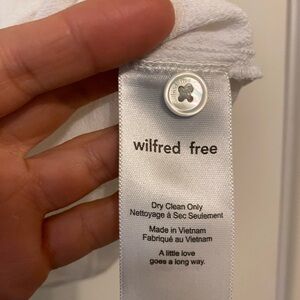 wilfred free
Dry Clean Only
Nettoyage à Sec Seulement
Made in Vietnam
Fabriqué au Vietnam
A little love
goes a long way.